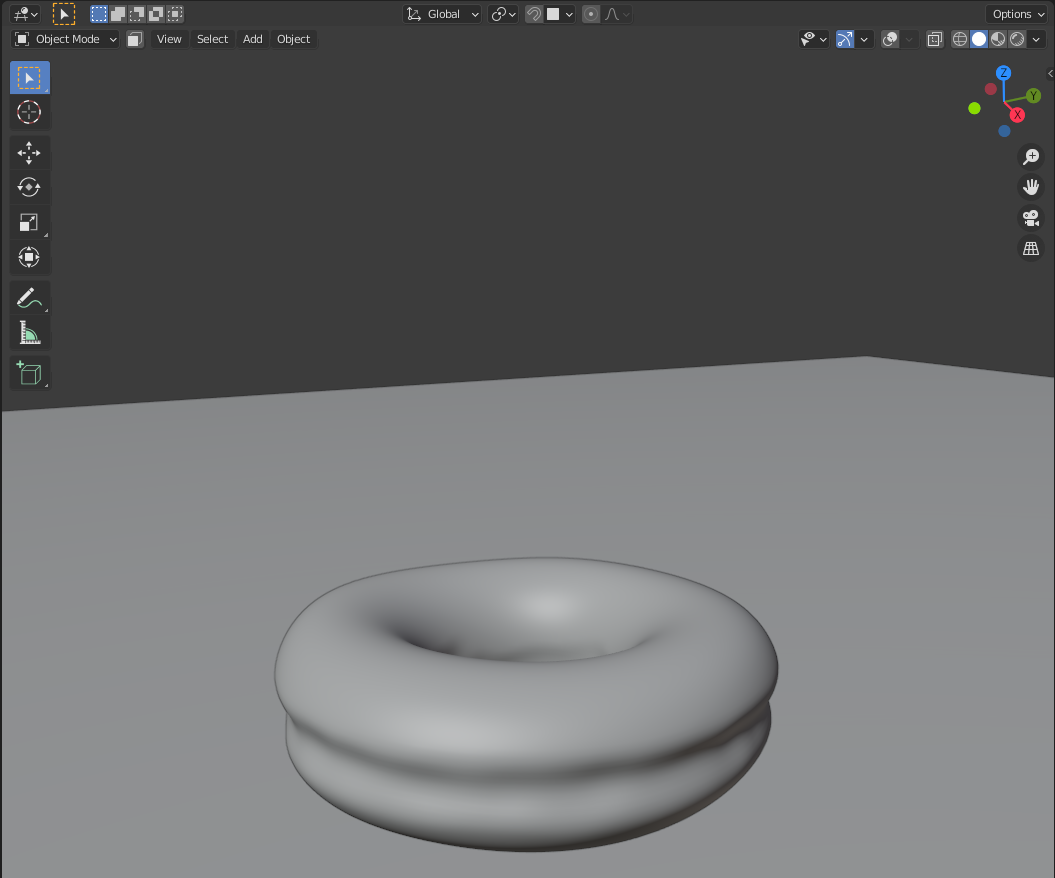 Global
Options
Object Mode
View
Select
Add
Object
Z
Y
X